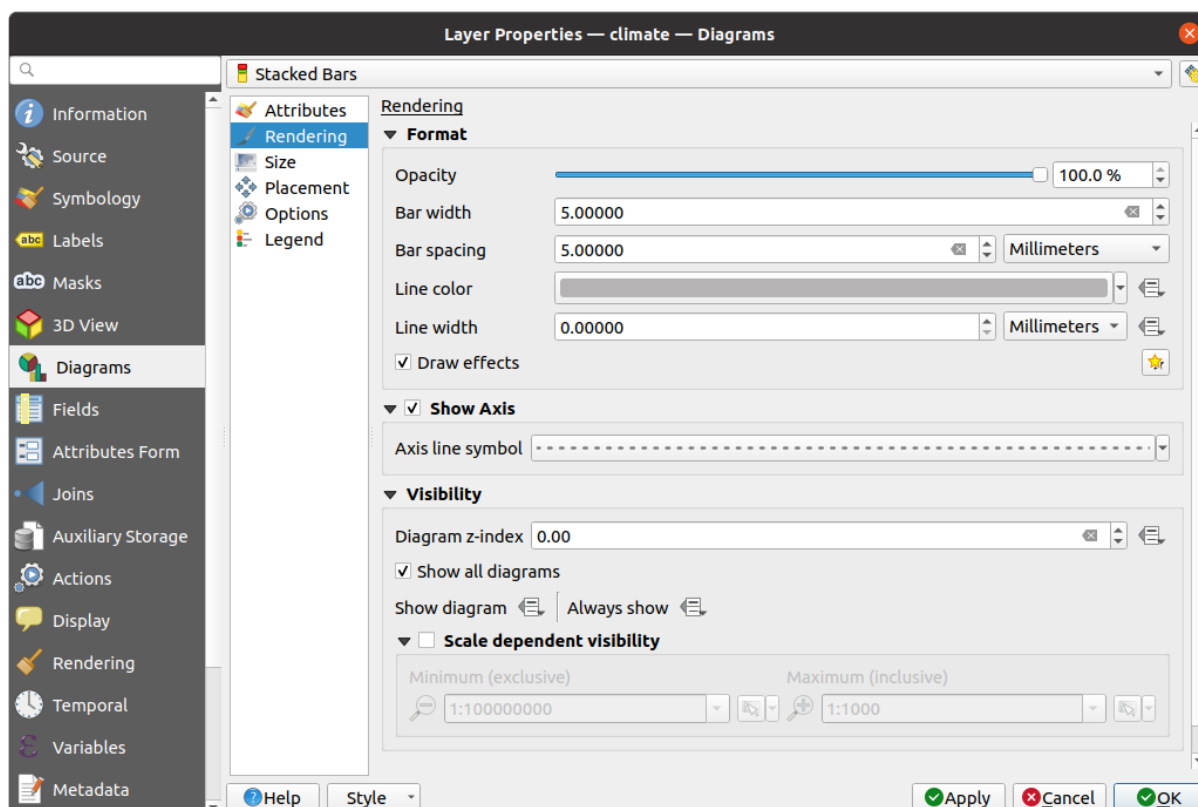 Layer Properties — climate — Diagrams
Stacked Bars
Information
Source
Symbology
abc Labels
abc Masks
3D View
Diagrams
Fields
Attributes Form
Joins
Auxiliary Storage
Actions
Display
Rendering
Temporal
Variables
Metadata
Attributes
Rendering
Size
Placement
Options
Legend
Rendering
Format
Opacity 100.0 %
Bar width 5.00000
Bar spacing 5.00000 Millimeters
Line color
Line width 0.00000 Millimeters
Draw effects
Show Axis
Axis line symbol
Visibility
Diagram z-index 0.00
Show all diagrams
Show diagram Always show
Scale dependent visibility
Minimum (exclusive) Maximum (inclusive)
1:100000000 1:1000
Help Style Apply Cancel OK